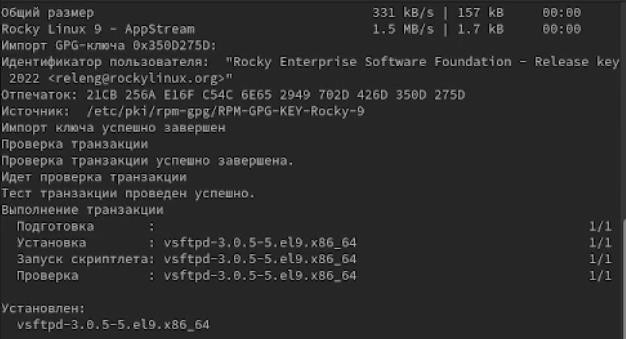 Общий размер 331 kB/s | 157 kB 00:00
Rocky Linux 9 - AppStream 1.5 MB/s | 1.7 kB 00:00
Импорт GPG-ключа 0x350D275D:
Идентификатор пользователя: "Rocky Enterprise Software Foundation - Release key
2022 <releng@rockylinux.org>"
Отпечаток: 21CB 256A E16F C54C 6E65 2949 702D 426D 350D 275D
Источник: /etc/pki/rpm-gpg/RPM-GPG-KEY-Rocky-9
Импорт ключа успешно завершен
Проверка транзакции
Проверка транзакции успешно завершена.
Идет проверка транзакции
Тест транзакции проведен успешно.
Выполнение транзакции
Подготовка : 1/1
Установка : vsftpd-3.0.5-5.el9.x86_64 1/1
Запуск скриптлета: vsftpd-3.0.5-5.el9.x86_64 1/1
Проверка : vsftpd-3.0.5-5.el9.x86_64 1/1
Установлен:
vsftpd-3.0.5-5.el9.x86_64